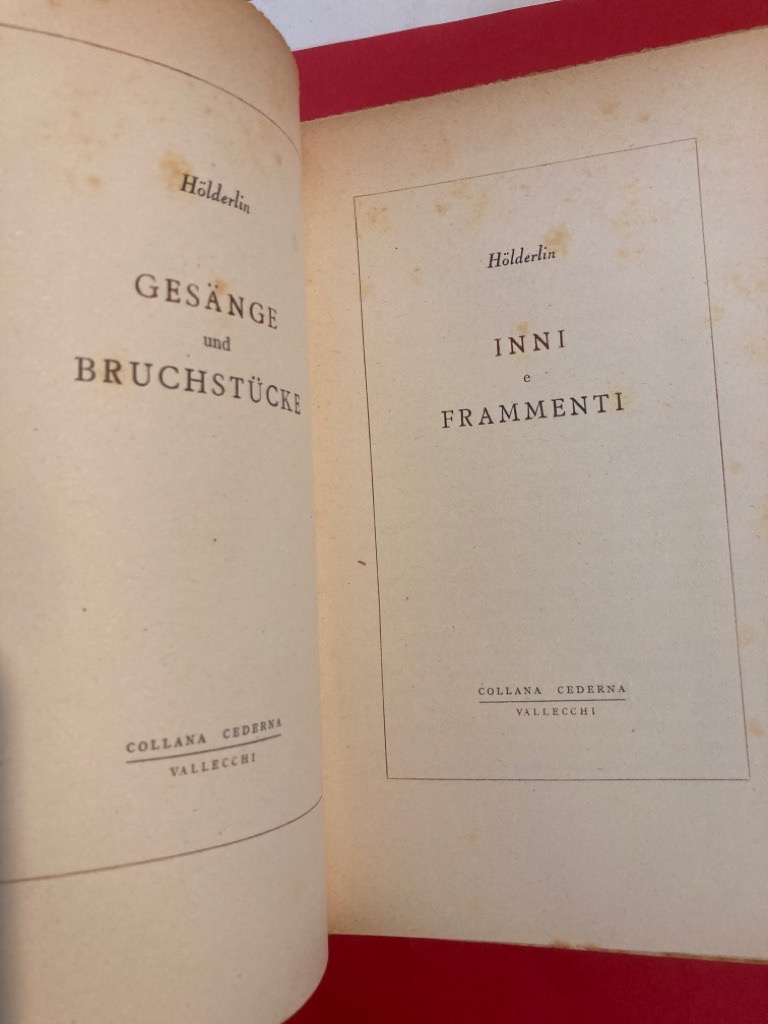 Hölderlin
GESÄNGE
und
BRUCHSTÜCKE
COLLANA CEDERNA
VALLECCHI
Hölderlin
INNI
e
FRAMMENTI
COLLANA CEDERNA
VALLECCHI